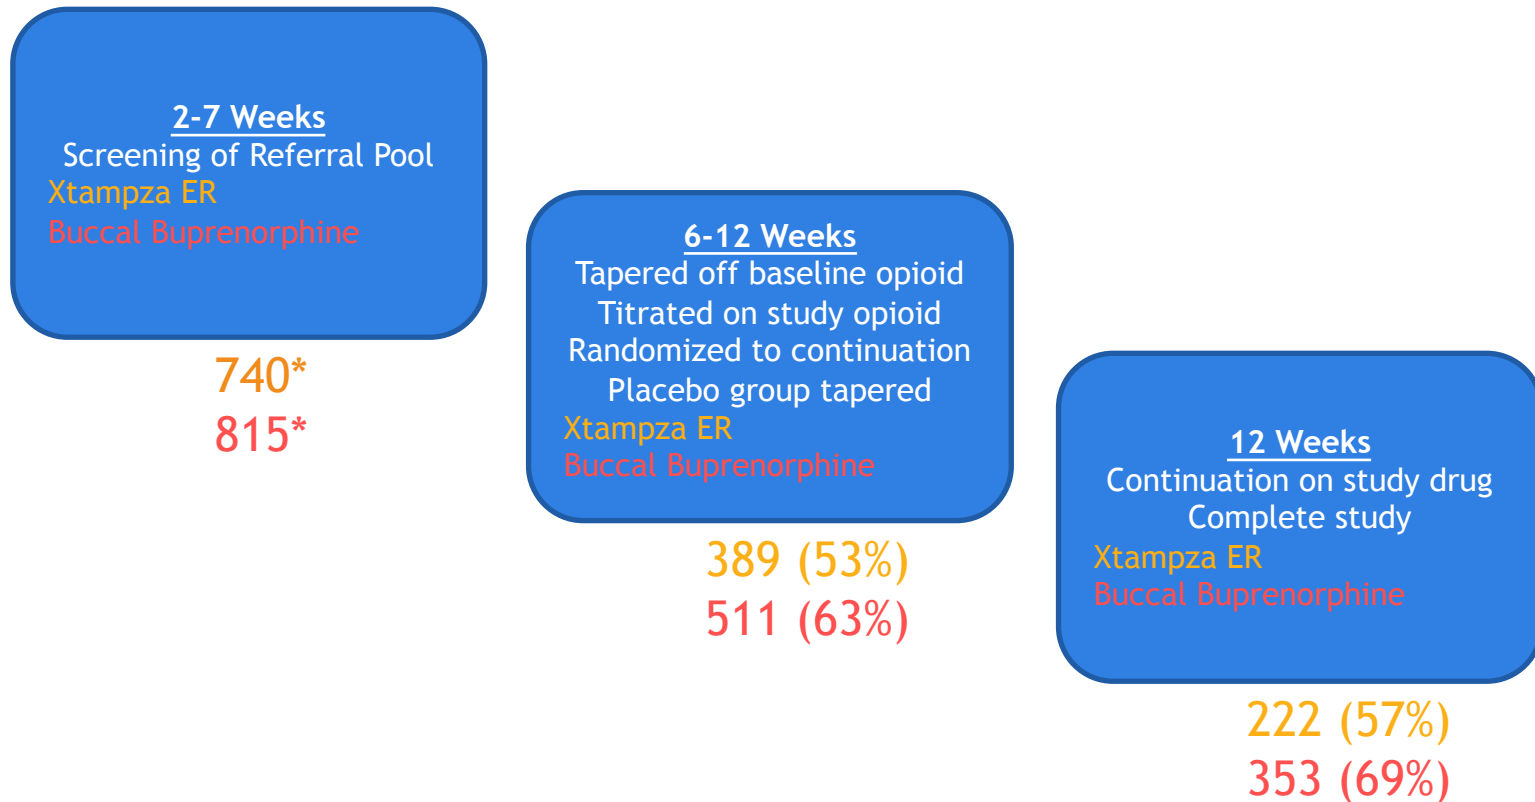 2-7 Weeks
Screening of Referral Pool
Xtampza ER
Buccal Buprenorphine
740*
815*
6-12 Weeks
Tapered off baseline opioid
Titrated on study opioid
Randomized to continuation
Placebo group tapered
Xtampza ER
Buccal Buprenorphine
389 (53%)
511 (63%)
12 Weeks
Continuation on study drug
Complete study
Xtampza ER
Buccal Buprenorphine
222 (57%)
353 (69%)